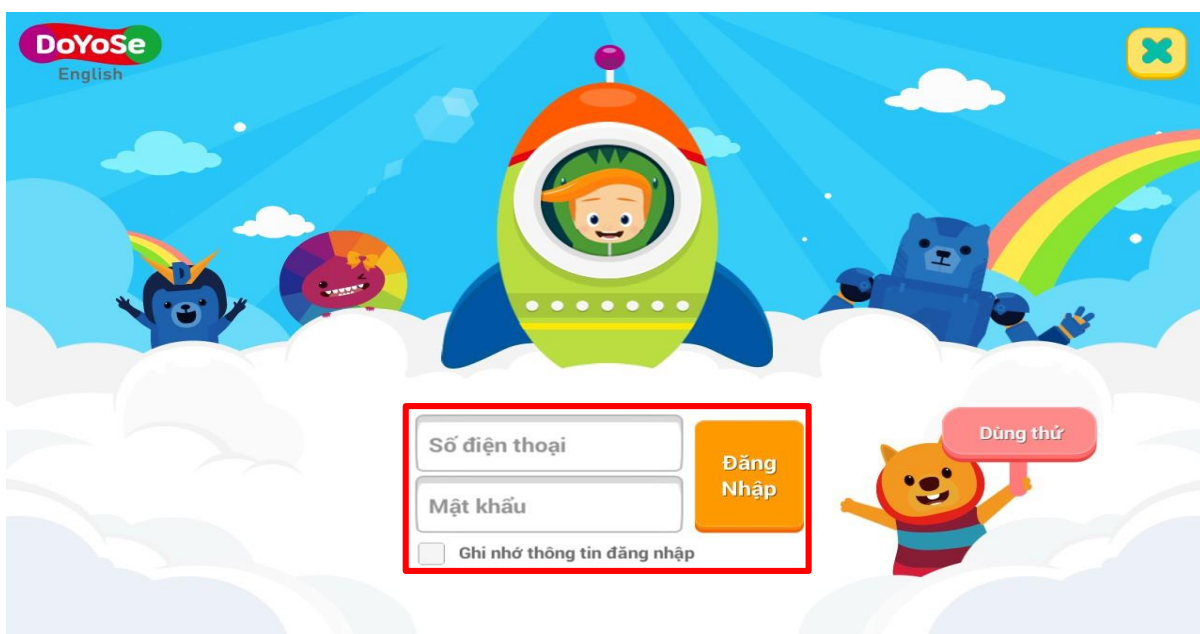 DoYoSe
English
D
Số điện thoại
Mật khẩu
Đăng
Nhập
Ghi nhớ thông tin đăng nhập
Dùng thử